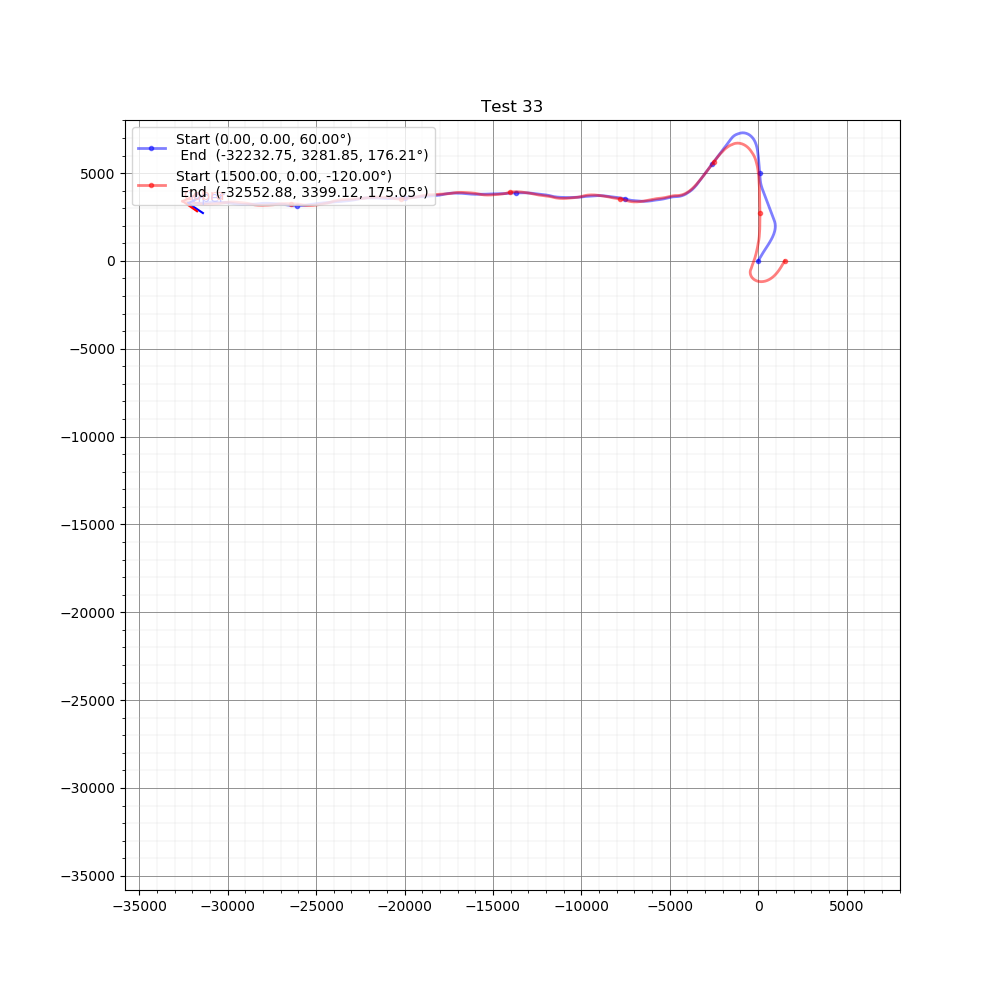 Test 33
Start (0.00, 0.00, 60.00°)
End (-32232.75, 3281.85, 176.21°)
Start (1500.00, 0.00, -120.00°)
End (-32552.88, 3399.12, 175.05°)
5000
0
−5000
−10000
−15000
−20000
−25000
−30000
−35000
−35000 −30000 −25000 −20000 −15000 −10000 −5000 0 5000